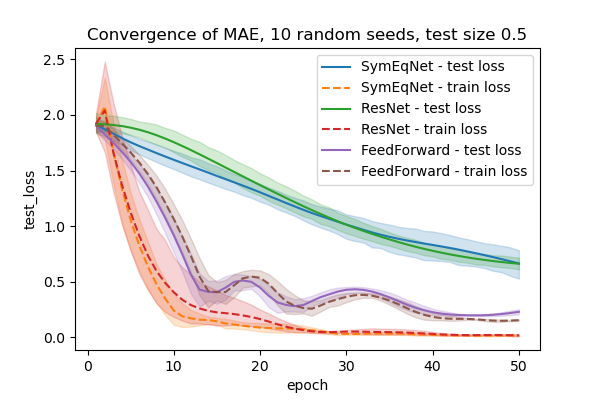 Convergence of MAE, 10 random seeds, test size 0.5
SymEqNet - test loss
SymEqNet - train loss
ResNet - test loss
ResNet - train loss
FeedForward - test loss
FeedForward - train loss
test_loss
2.5
2.0
1.5
1.0
0.5
0.0
0 10 20 30 40 50
epoch